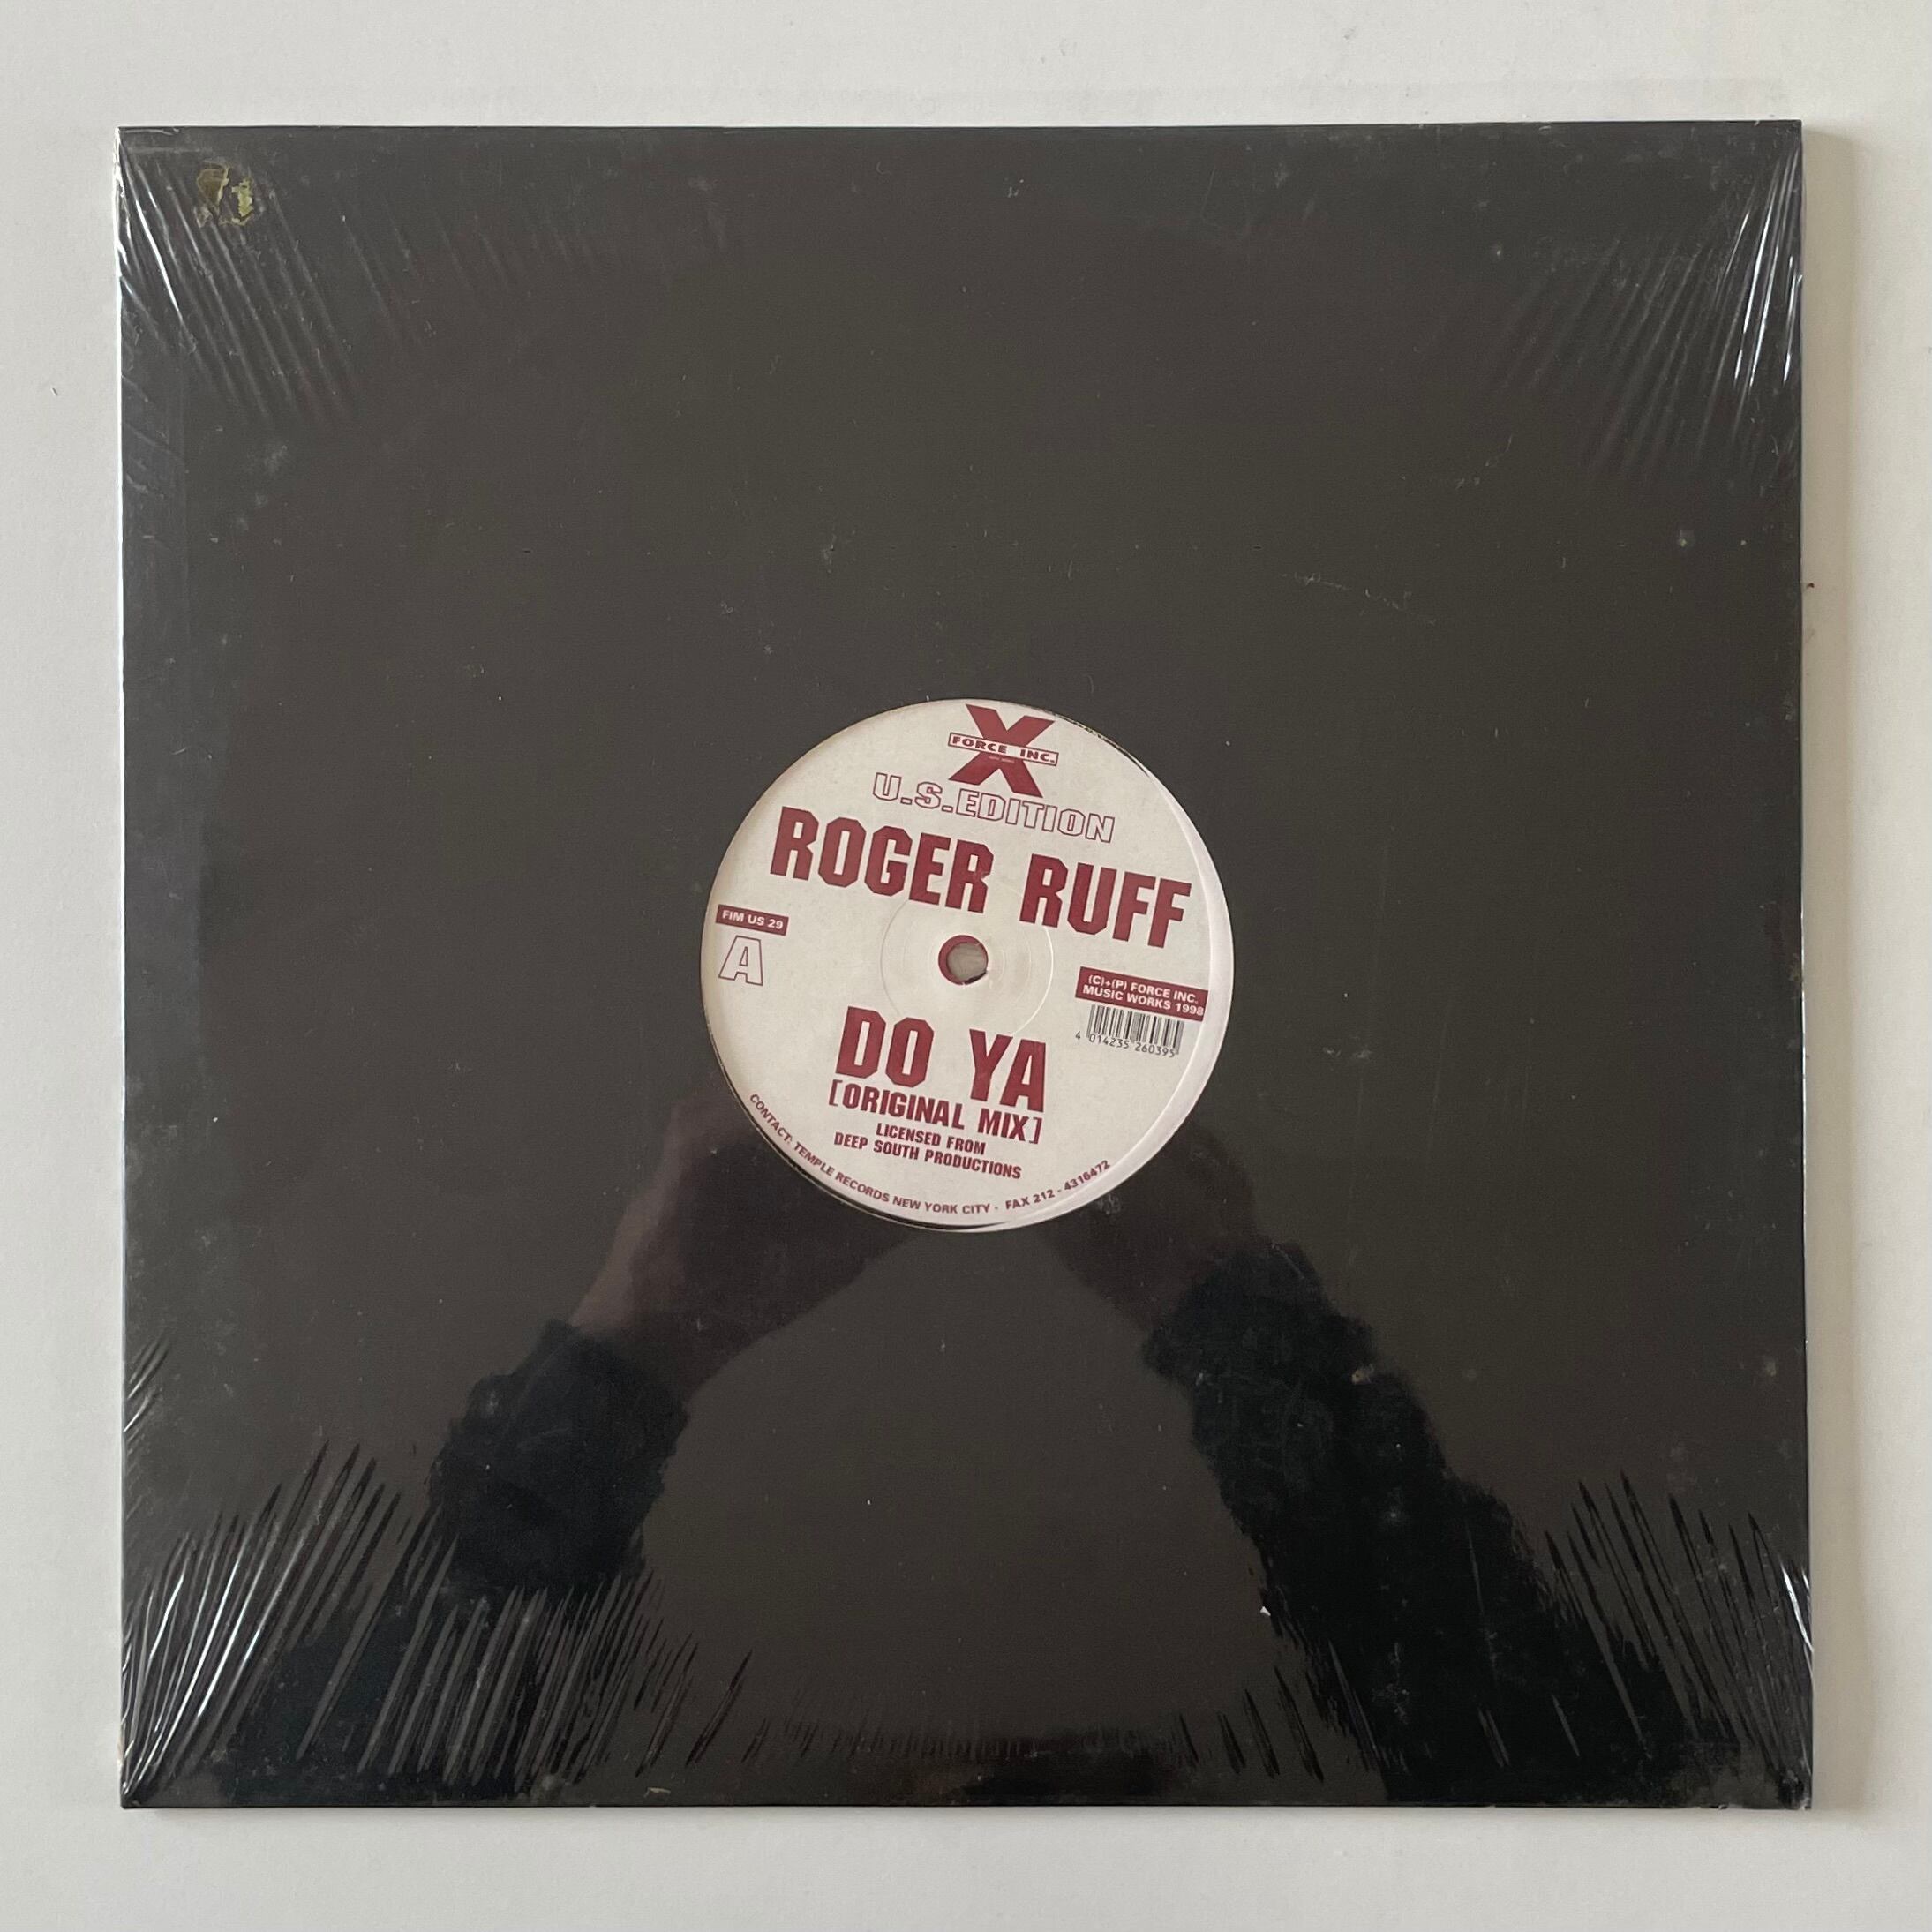 FORCE INC.
U.S.EDITION
ROGER RUFF
FIM US 29
A
(C)+(P) FORCE INC.
MUSIC WORKS 1998
4 014235 260395
DO YA
[ORIGINAL MIX]
LICENSED FROM
DEEP SOUTH PRODUCTIONS
CONTACT: TEMPLE RECORDS NEW YORK CITY - FAX 212 - 4316472